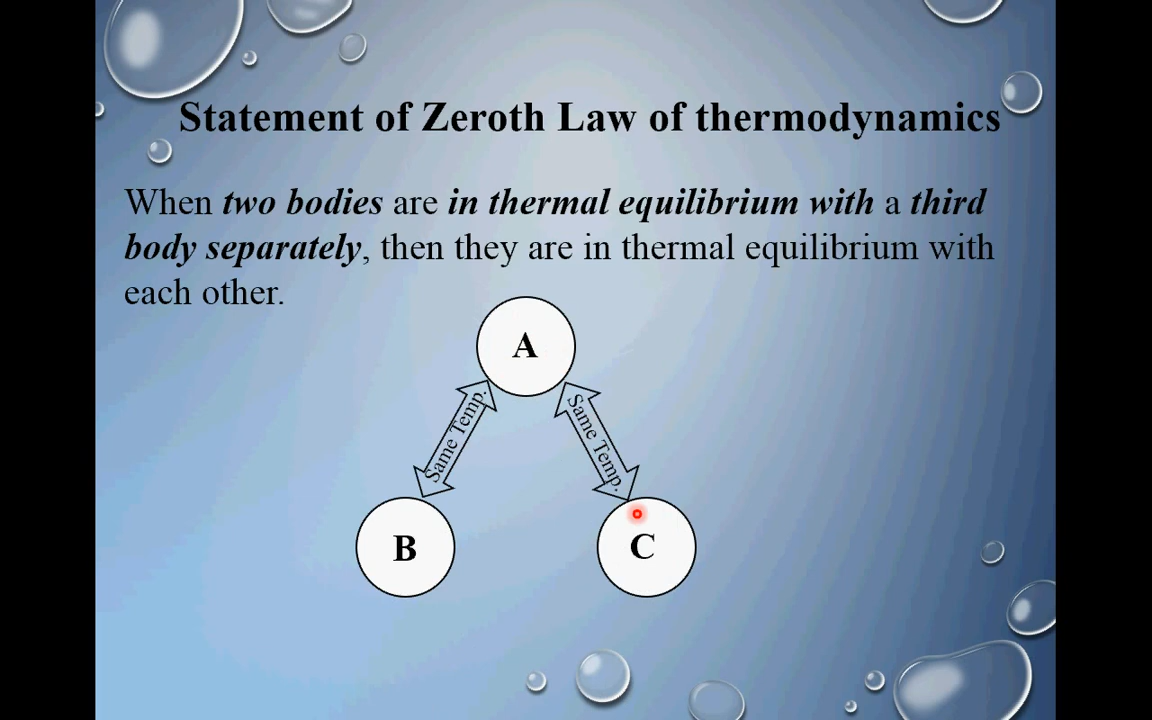 Statement of Zeroth Law of thermodynamics
When two bodies are in thermal equilibrium with a third
body separately, then they are in thermal equilibrium with
each other.
A
Same Temp.
Same Temp.
B
C